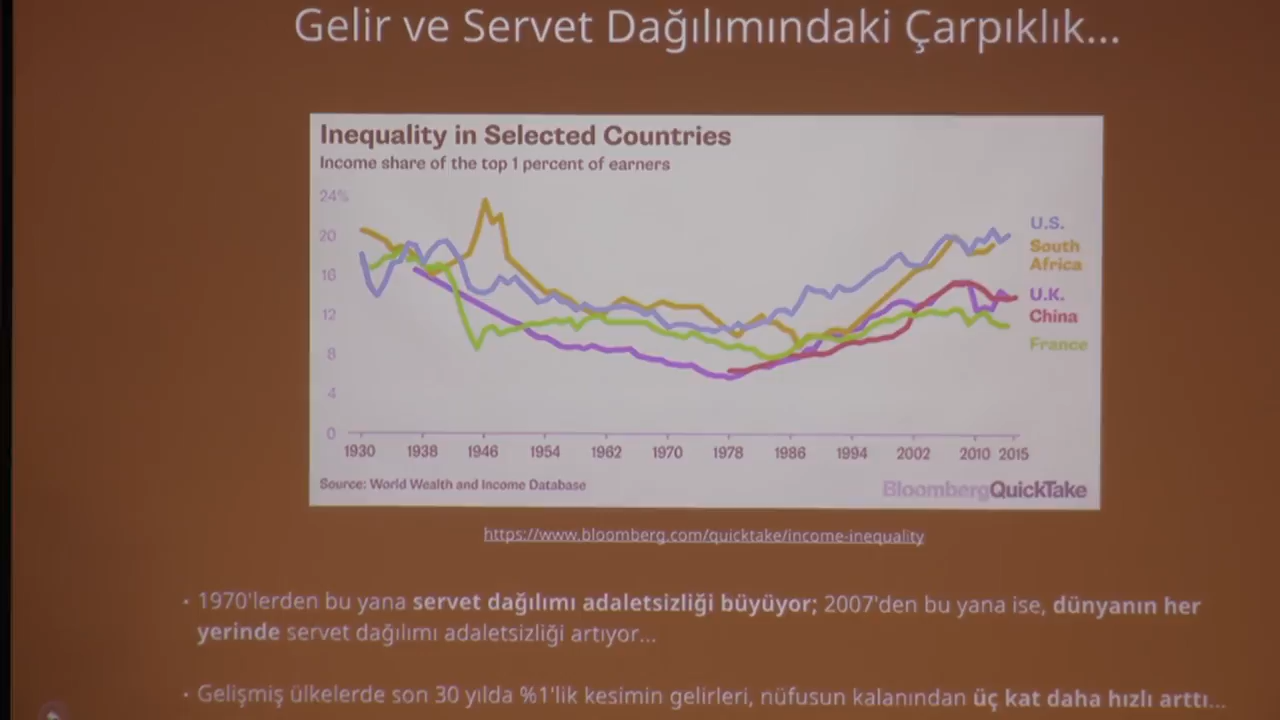 Gelir ve Servet Dağılımındaki Çarpıklık...
Inequality in Selected Countries
Income share of the top 1 percent of earners
24%
20
16
12
8
4
0
U.S.
South
Africa
U.K.
China
France
1930 1938 1946 1954 1962 1970 1978 1986 1994 2002 2010 2015
Source: World Wealth and Income Database
BloombergQuickTake
https://www.bloomberg.com/quicktake/income-inequality
• 1970'lerden bu yana servet dağılımı adaletsizliği büyüyor; 2007'den bu yana ise, dünyanın her
yerinde servet dağılımı adaletsizliği artıyor...
• Gelişmiş ülkelerde son 30 yılda %1'lik kesimin gelirleri, nüfusun kalanından üç kat daha hızlı arttı...